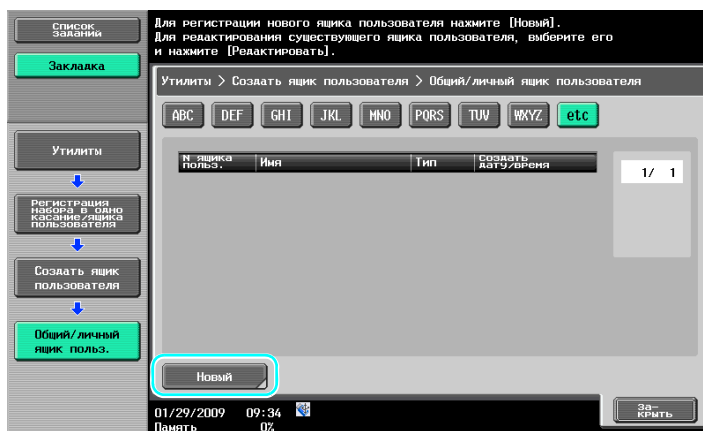 Список
заданий
Закладка
Утилиты
Регистрация
набора в одно
касание/ящика
пользователя
Создать ящик
пользователя
Общий/личный
ящик польз.
Для регистрации нового ящика пользователя нажмите [Новый].
Для редактирования существующего ящика пользователя, выберите его
и нажмите [Редактировать].
Утилиты > Создать ящик пользователя > Общий/личный ящик пользователя
ABC DEF GHI JKL MNO PQRS TUV WXYZ etc
N ящика
польз. Имя Тип Создать
дату/время
1/ 1
Новый
01/29/2009 09:34
Память 0%
За-
крыть